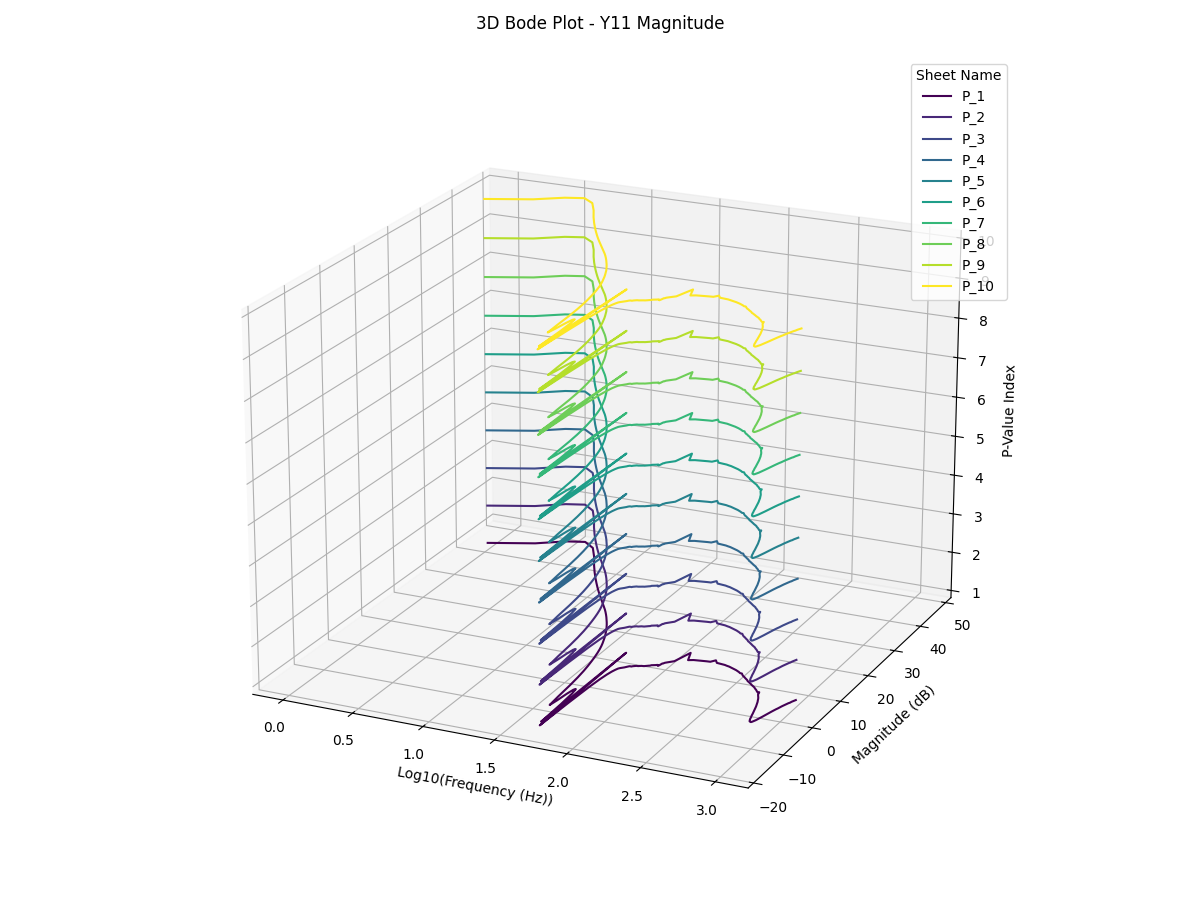 3D Bode Plot - Y11 Magnitude
Sheet Name
P_1
P_2
P_3
P_4
P_5
P_6
P_7
P_8
P_9
P_10
10
9
8
7
6
5
4
3
2
1
P-Value Index
50
40
30
20
10
0
−10
−20
Magnitude (dB)
0.0
0.5
1.0
1.5
2.0
2.5
3.0
Log10(Frequency (Hz))